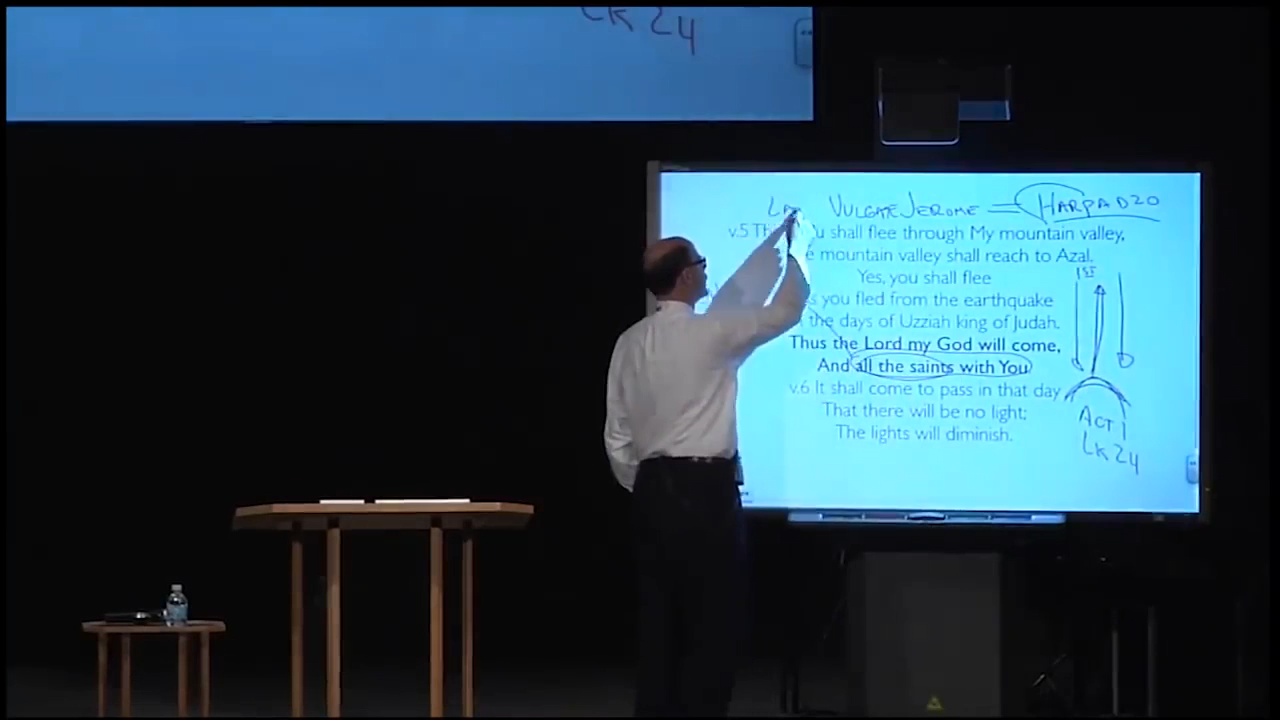 LK 24
LA VULGATE JEROME = HARPADZO
v.5 shall flee through My mountain valley,
mountain valley shall reach to Azal.
Yes, you shall flee
you fled from the earthquake
the days of Uzziah king of Judah.
Thus the Lord my God will come,
And all the saints with You.
v.6 It shall come to pass in that day
That there will be no light;
The lights will diminish.
1ST
ACT 1
LK 24